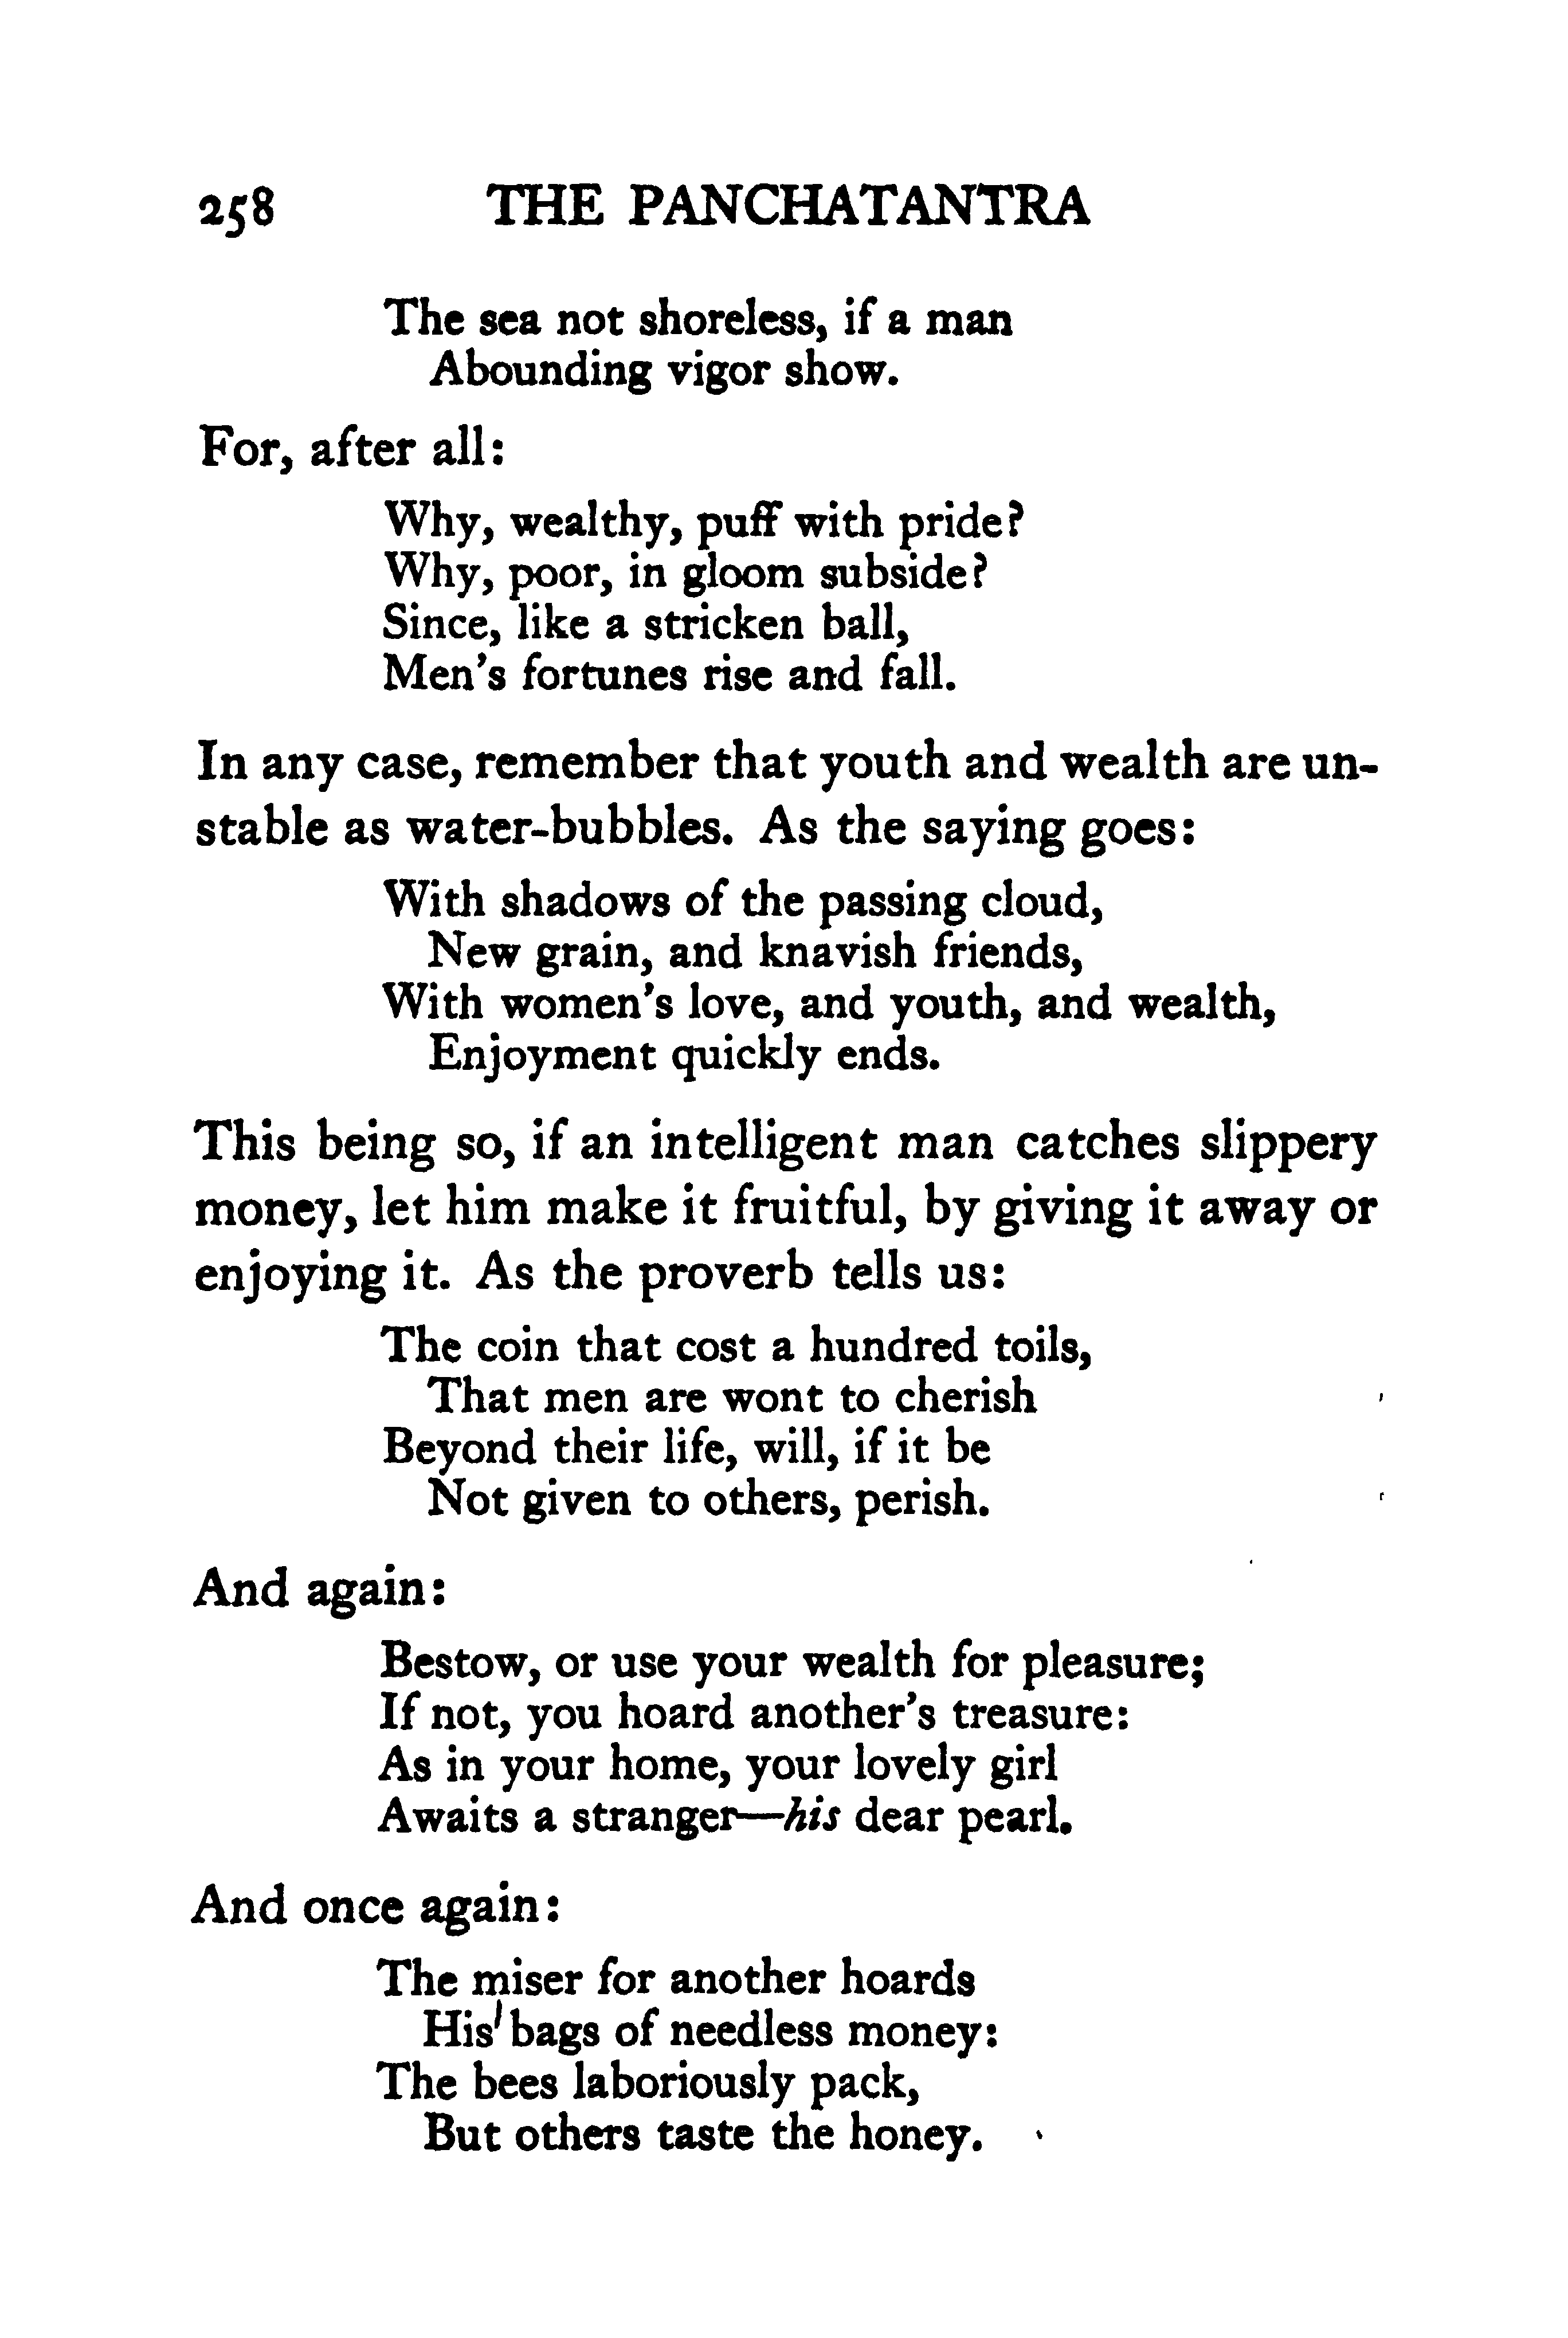 258 THE PANCHATANTRA
The sea not shoreless, if a man
Abounding vigor show.
For, after all:
Why, wealthy, puff with pride?
Why, poor, in gloom subside?
Since, like a stricken ball,
Men's fortunes rise and fall.
In any case, remember that youth and wealth are un-
stable as water-bubbles. As the saying goes:
With shadows of the passing cloud,
New grain, and knavish friends,
With women's love, and youth, and wealth,
Enjoyment quickly ends.
This being so, if an intelligent man catches slippery
money, let him make it fruitful, by giving it away or
enjoying it. As the proverb tells us:
The coin that cost a hundred toils,
That men are wont to cherish
Beyond their life, will, if it be
Not given to others, perish.
And again:
Bestow, or use your wealth for pleasure;
If not, you hoard another's treasure:
As in your home, your lovely girl
Awaits a stranger—his dear pearl.
And once again:
The miser for another hoards
His bags of needless money:
The bees laboriously pack,
But others taste the honey.